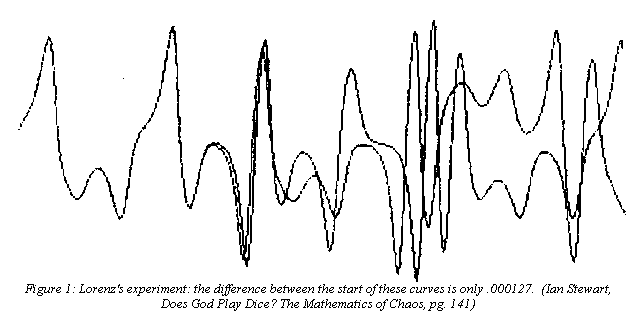 Figure 1: Lorenz's experiment: the difference between the start of these curves is only .000127. (Ian Stewart,
Does God Play Dice? The Mathematics of Chaos, pg. 141)